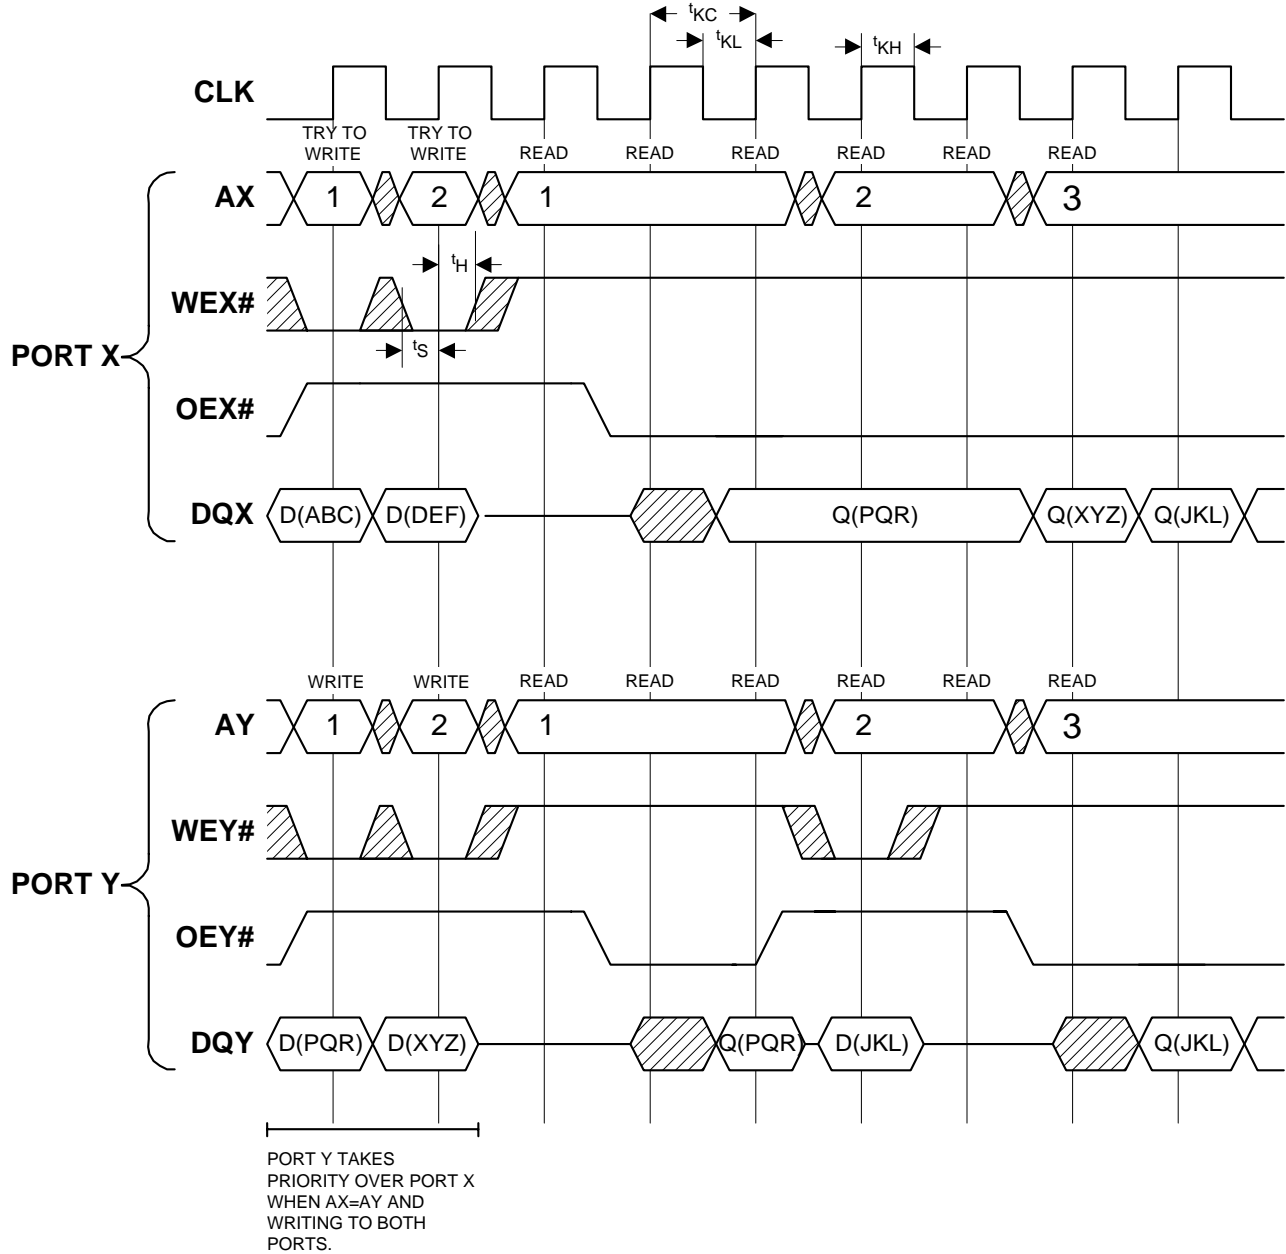 tKC
tKL
tKH
CLK
TRY TO WRITE
TRY TO WRITE
READ READ READ READ READ READ
AX 1 2 1 2 3
tH
WEX#
tS
PORT X
OEX#
DQX D(ABC) D(DEF) Q(PQR) Q(XYZ) Q(JKL)
WRITE WRITE READ READ READ READ READ READ
AY 1 2 1 2 3
WEY#
PORT Y
OEY#
DQY D(PQR) D(XYZ) Q(PQR) D(JKL) Q(JKL)
PORT Y TAKES
PRIORITY OVER PORT X
WHEN AX=AY AND
WRITING TO BOTH
PORTS.